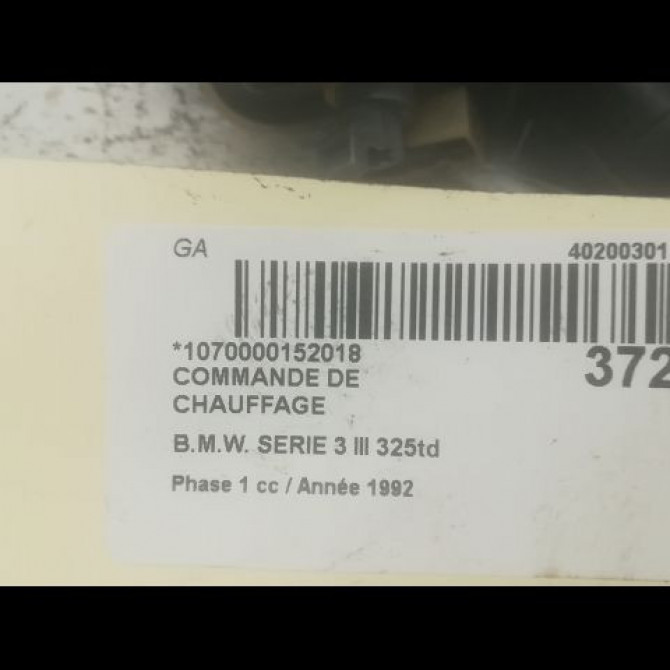 GA
40200301
*1070000152018
372
COMMANDE DE
CHAUFFAGE
B.M.W. SERIE 3 III 325td
Phase 1 cc / Année 1992